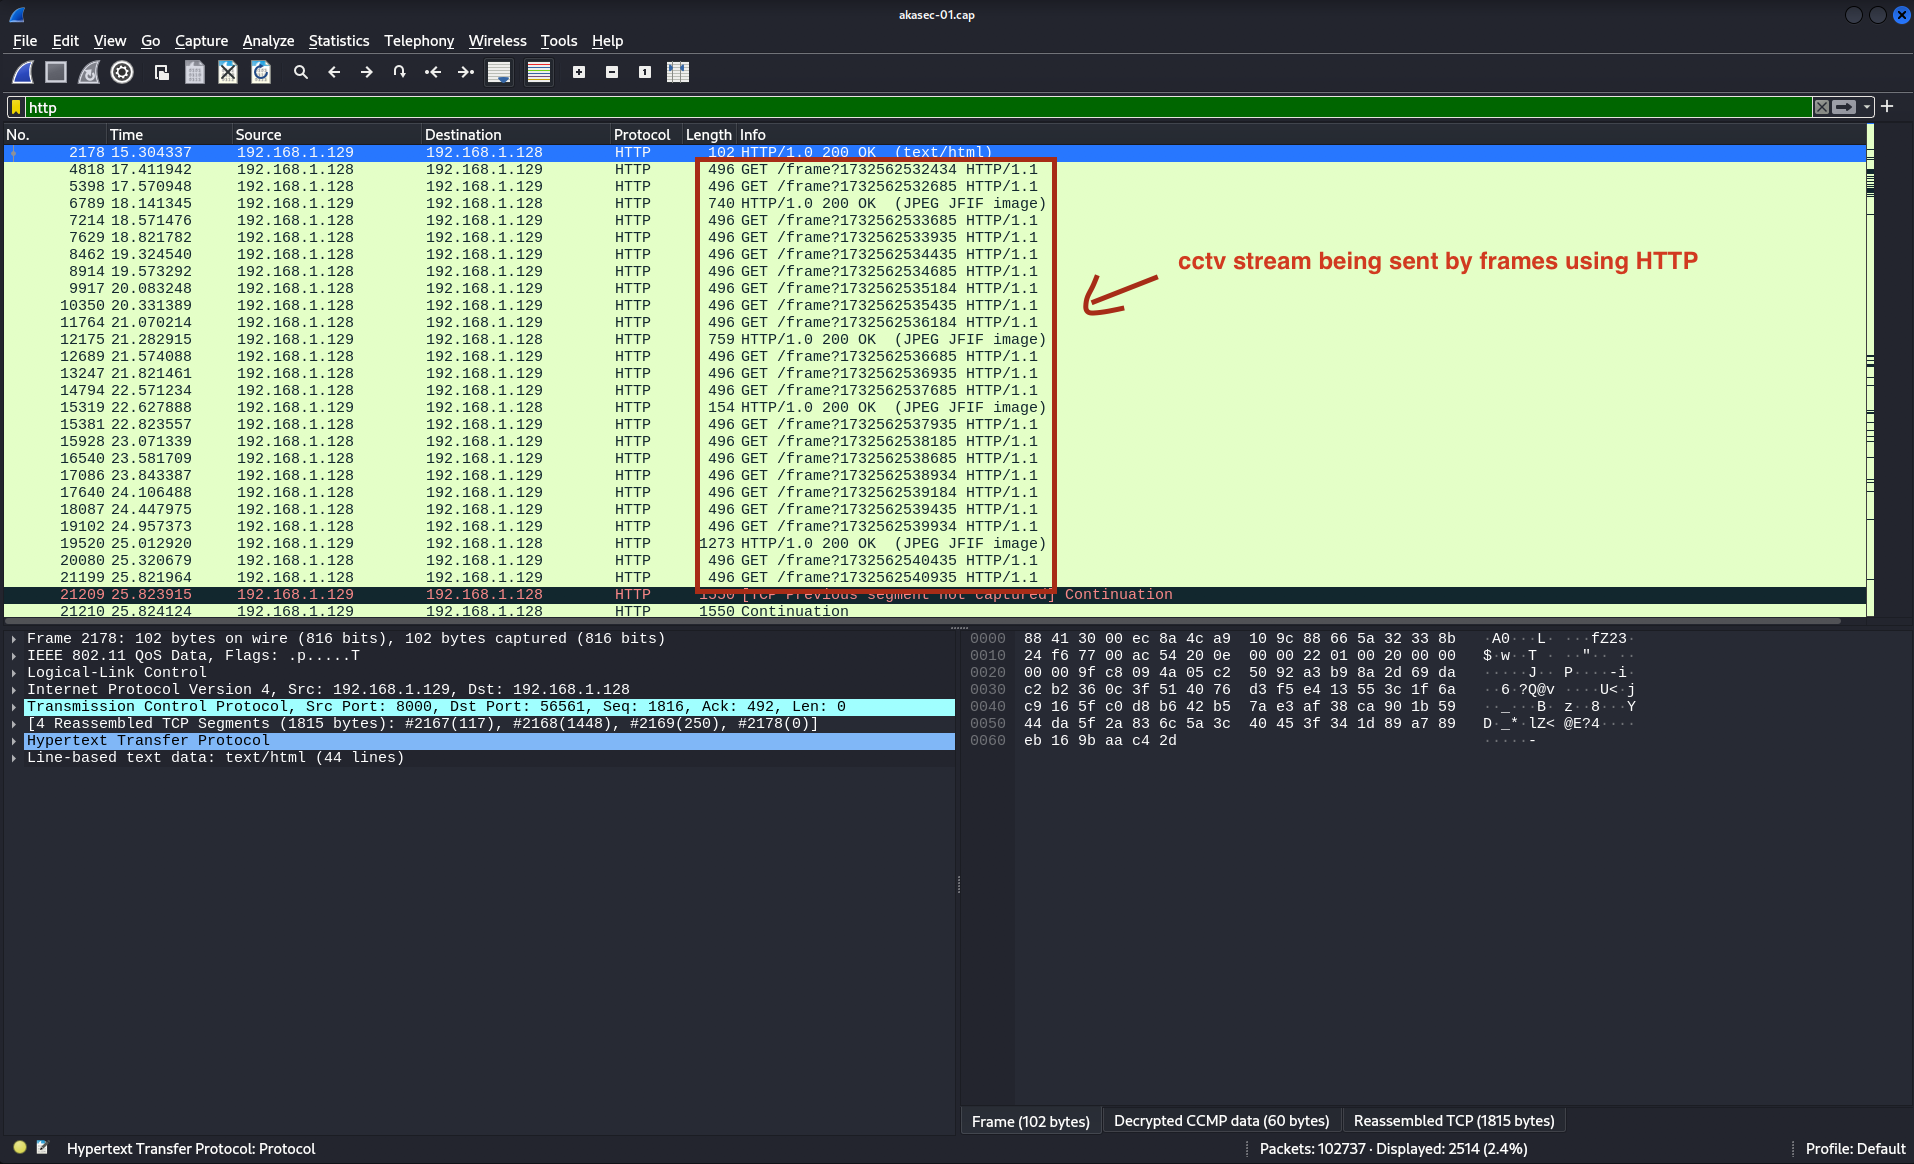 akasec-01.cap
File Edit View Go Capture Analyze Statistics Telephony Wireless Tools Help
http
No. Time Source Destination Protocol Length Info
2178 15.304337 192.168.1.129 192.168.1.128 HTTP 102 HTTP/1.0 200 OK (text/html)
4818 17.411942 192.168.1.128 192.168.1.129 HTTP 496 GET /frame?1732562532434 HTTP/1.1
5398 17.570948 192.168.1.128 192.168.1.129 HTTP 496 GET /frame?1732562532685 HTTP/1.1
6789 18.141345 192.168.1.129 192.168.1.128 HTTP 740 HTTP/1.0 200 OK (JPEG JFIF image)
7214 18.571476 192.168.1.128 192.168.1.129 HTTP 496 GET /frame?1732562533685 HTTP/1.1
7629 18.821782 192.168.1.128 192.168.1.129 HTTP 496 GET /frame?1732562533935 HTTP/1.1
8462 19.324540 192.168.1.128 192.168.1.129 HTTP 496 GET /frame?1732562534435 HTTP/1.1
8914 19.573292 192.168.1.128 192.168.1.129 HTTP 496 GET /frame?1732562534685 HTTP/1.1
9917 20.083248 192.168.1.128 192.168.1.129 HTTP 496 GET /frame?1732562535184 HTTP/1.1
10350 20.331389 192.168.1.128 192.168.1.129 HTTP 496 GET /frame?1732562535435 HTTP/1.1
11764 21.070214 192.168.1.128 192.168.1.129 HTTP 496 GET /frame?1732562536184 HTTP/1.1
12175 21.282915 192.168.1.129 192.168.1.128 HTTP 759 HTTP/1.0 200 OK (JPEG JFIF image)
12689 21.574088 192.168.1.128 192.168.1.129 HTTP 496 GET /frame?1732562536685 HTTP/1.1
13247 21.821461 192.168.1.128 192.168.1.129 HTTP 496 GET /frame?1732562536935 HTTP/1.1
14794 22.571234 192.168.1.128 192.168.1.129 HTTP 496 GET /frame?1732562537685 HTTP/1.1
15319 22.627888 192.168.1.129 192.168.1.128 HTTP 154 HTTP/1.0 200 OK (JPEG JFIF image)
15381 22.823557 192.168.1.128 192.168.1.129 HTTP 496 GET /frame?1732562537935 HTTP/1.1
15928 23.071339 192.168.1.128 192.168.1.129 HTTP 496 GET /frame?1732562538185 HTTP/1.1
16540 23.581709 192.168.1.128 192.168.1.129 HTTP 496 GET /frame?1732562538685 HTTP/1.1
17086 23.843387 192.168.1.128 192.168.1.129 HTTP 496 GET /frame?1732562538934 HTTP/1.1
17640 24.106488 192.168.1.128 192.168.1.129 HTTP 496 GET /frame?1732562539184 HTTP/1.1
18087 24.447975 192.168.1.128 192.168.1.129 HTTP 496 GET /frame?1732562539435 HTTP/1.1
19102 24.957373 192.168.1.128 192.168.1.129 HTTP 496 GET /frame?1732562539934 HTTP/1.1
19520 25.012920 192.168.1.129 192.168.1.128 HTTP 1273 HTTP/1.0 200 OK (JPEG JFIF image)
20080 25.320679 192.168.1.128 192.168.1.129 HTTP 496 GET /frame?1732562540435 HTTP/1.1
21199 25.821964 192.168.1.128 192.168.1.129 HTTP 496 GET /frame?1732562540935 HTTP/1.1
21209 25.823915 192.168.1.129 192.168.1.128 HTTP 1550 [TCP Previous segment not captured] Continuation
21210 25.824124 192.168.1.129 192.168.1.128 HTTP 1550 Continuation
cctv stream being sent by frames using HTTP
Frame 2178: 102 bytes on wire (816 bits), 102 bytes captured (816 bits)
IEEE 802.11 QoS Data, Flags: .p.....T
Logical-Link Control
Internet Protocol Version 4, Src: 192.168.1.129, Dst: 192.168.1.128
Transmission Control Protocol, Src Port: 8000, Dst Port: 56561, Seq: 1816, Ack: 492, Len: 0
[4 Reassembled TCP Segments (1815 bytes): #2167(117), #2168(1448), #2169(250), #2178(0)]
Hypertext Transfer Protocol
Line-based text data: text/html (44 lines)
0000 88 41 30 00 ec 8a 4c a9 10 9c 88 66 5a 32 33 8b ·A0···L· ···fZ23·
0010 24 f6 77 00 ac 54 20 0e 00 00 22 01 00 20 00 00 $·w··T · ··"·· ··
0020 00 00 9f c8 09 4a 05 c2 50 92 a3 b9 8a 2d 69 da ·····J·· P····-i·
0030 c2 b2 36 0c 3f 51 40 76 d3 f5 e4 13 55 3c 1f 6a ··6·?Q@v ····U<·j
0040 c9 16 5f c0 d8 b6 42 b5 7a e3 af 38 ca 90 1b 59 ··_···B· z··8···Y
0050 44 da 5f 2a 83 6c 5a 3c 40 45 3f 34 1d 89 a7 89 D·_*·lZ< @E?4····
0060 eb 16 9b aa c4 2d ·····-
Frame (102 bytes) Decrypted CCMP data (60 bytes) Reassembled TCP (1815 bytes)
Hypertext Transfer Protocol: Protocol Packets: 102737 · Displayed: 2514 (2.4%) Profile: Default